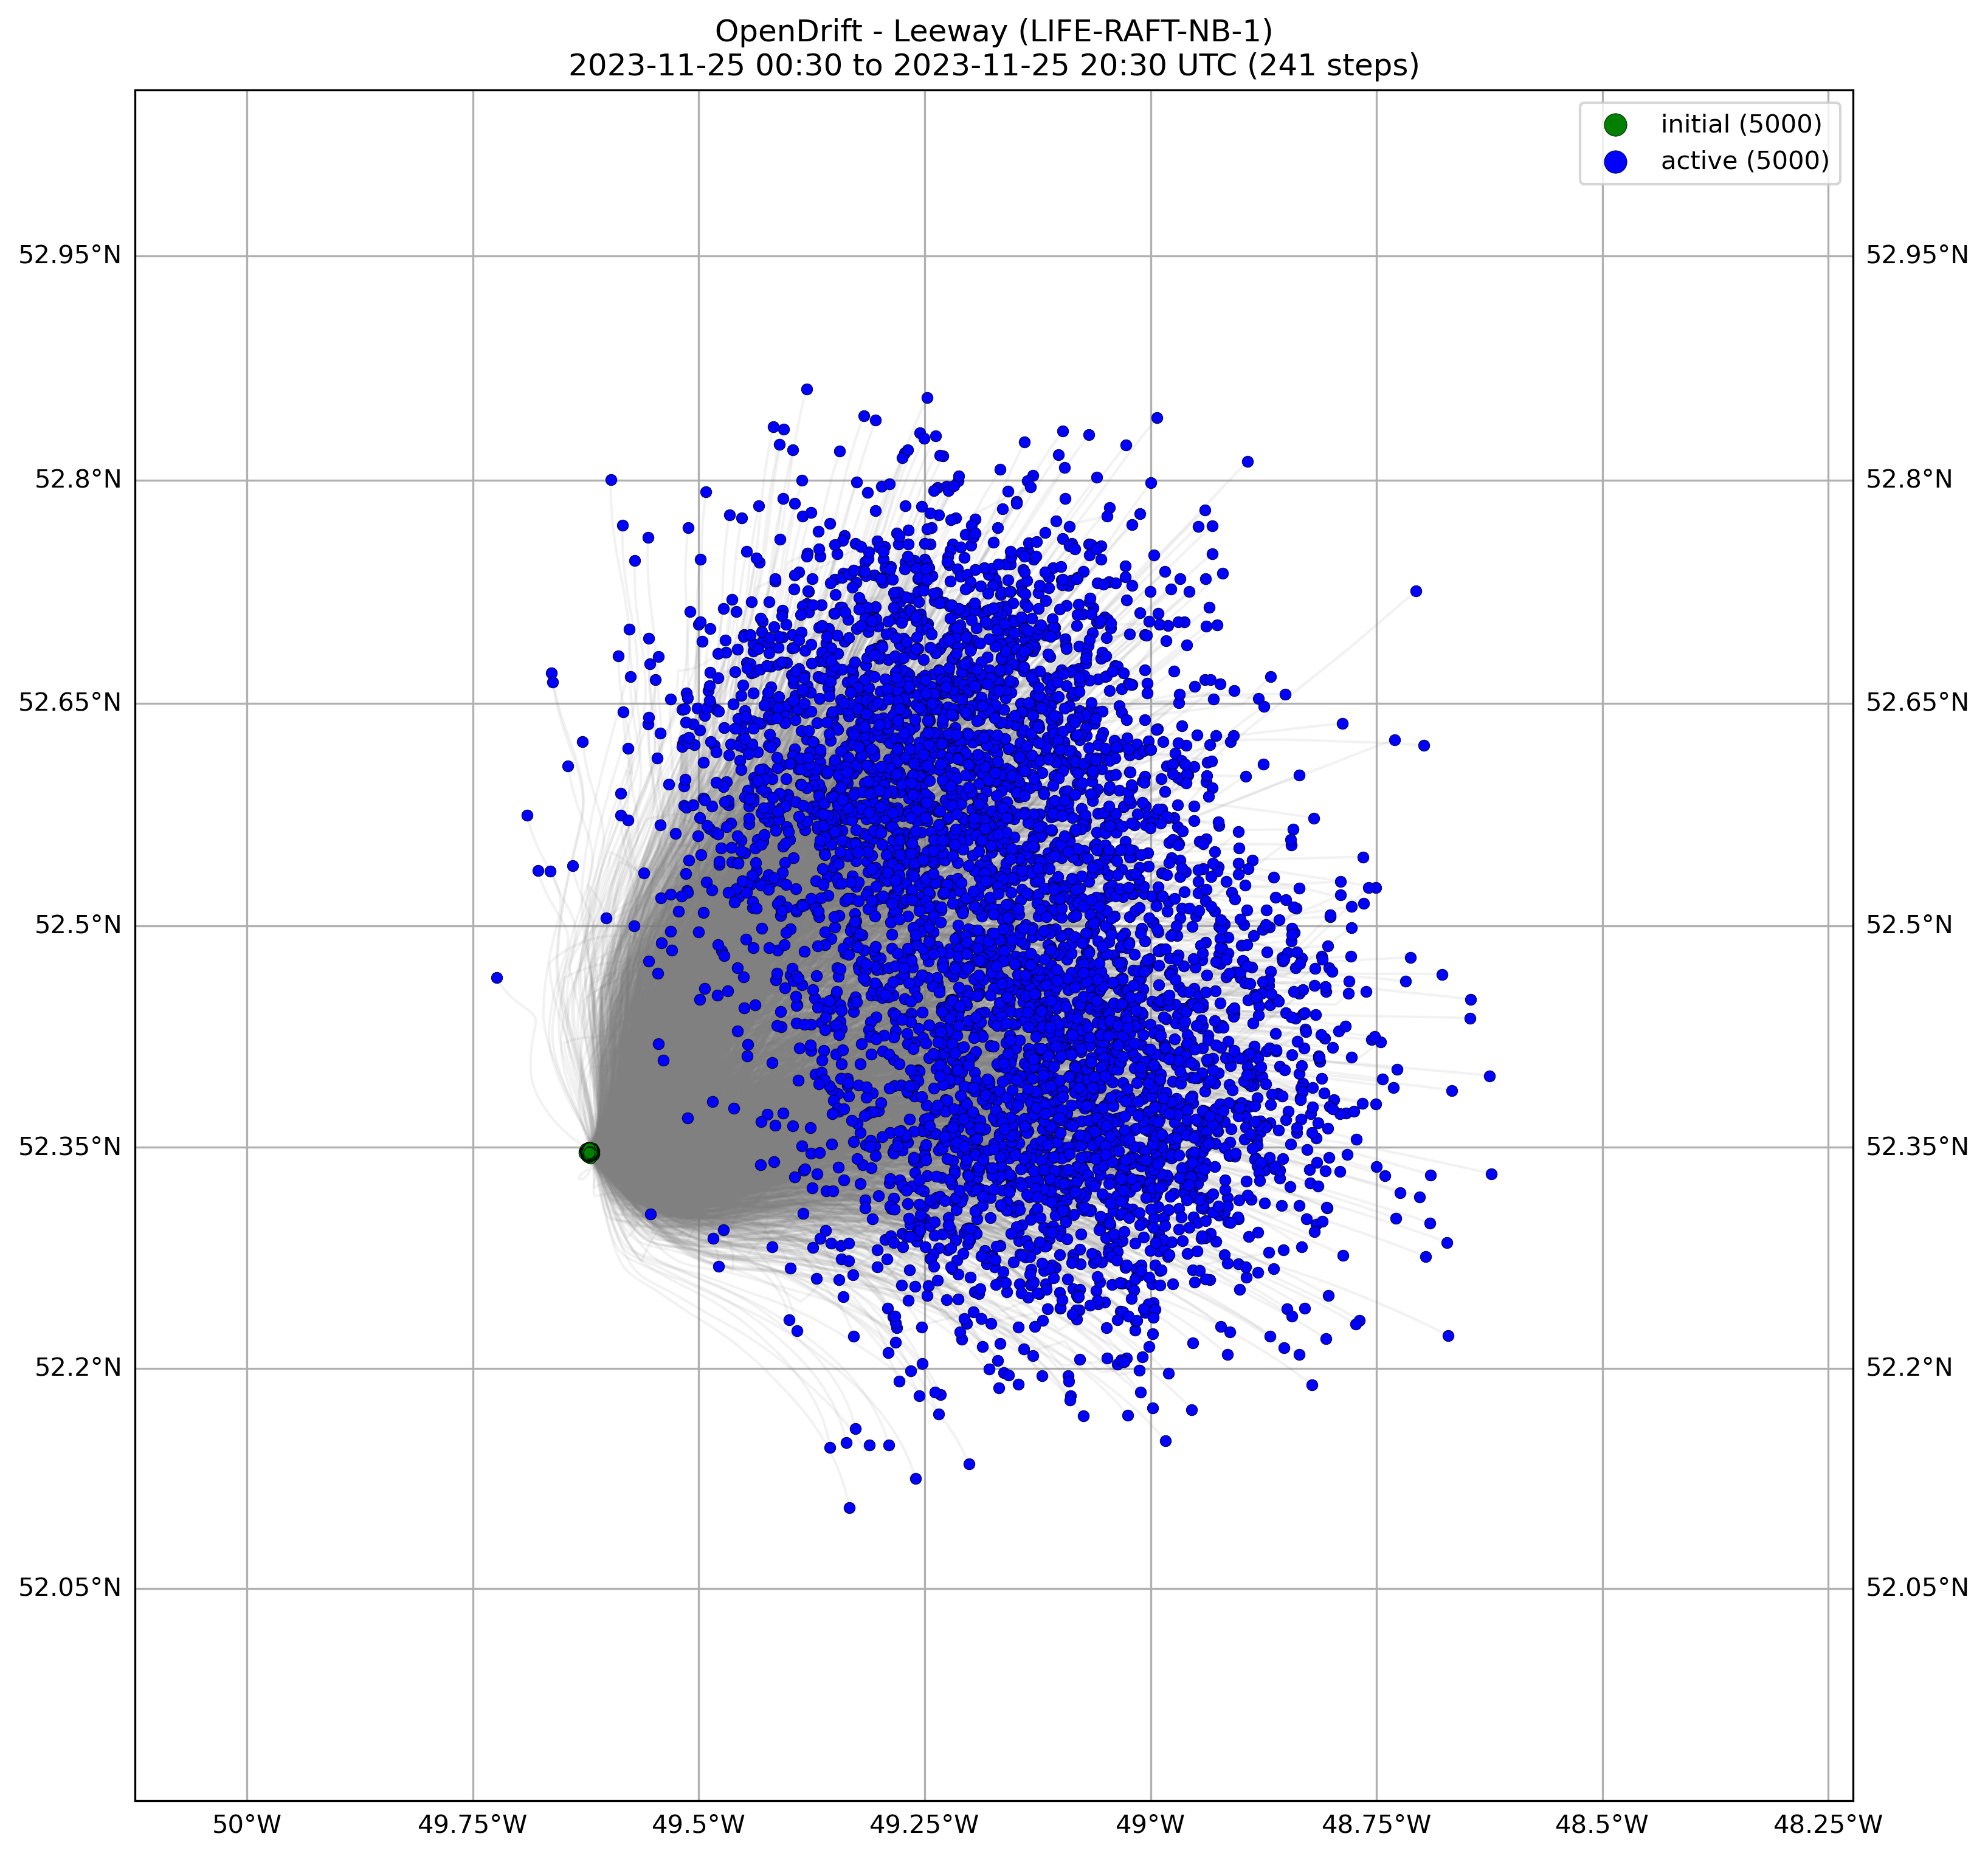 OpenDrift - Leeway (LIFE-RAFT-NB-1)
2023-11-25 00:30 to 2023-11-25 20:30 UTC (241 steps)
initial (5000)
active (5000)
52.95°N 52.95°N
52.8°N 52.8°N
52.65°N 52.65°N
52.5°N 52.5°N
52.35°N 52.35°N
52.2°N 52.2°N
52.05°N 52.05°N
50°W 49.75°W 49.5°W 49.25°W 49°W 48.75°W 48.5°W 48.25°W